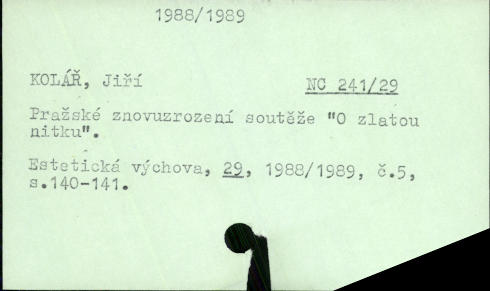 1988/1989
KOLÁŘ, Jiří NC 241/29
Pražské znovuzrození soutěže "O zlatou
nitku".
Estetická výchova, 29, 1988/1989, č.5,
s.140-141.